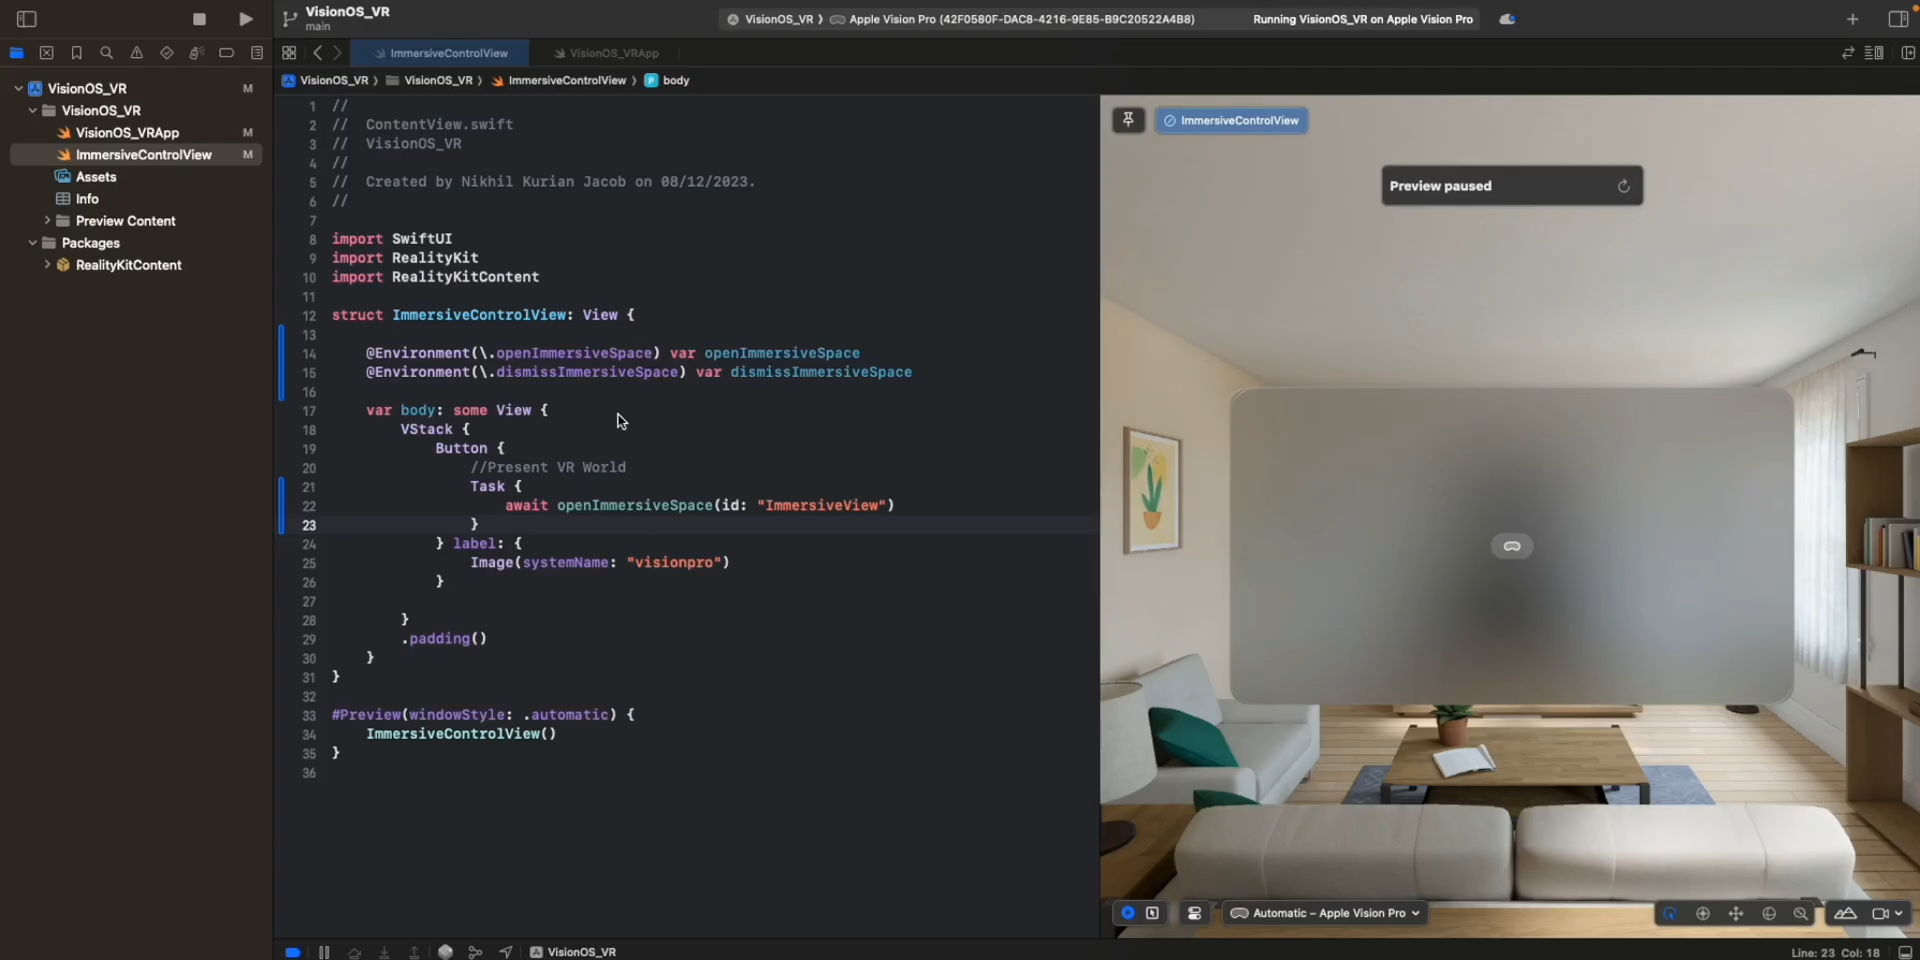 VisionOS_VR
main
VisionOS_VR ⟩ Apple Vision Pro (42F0580F-DAC8-4216-9E85-B9C20522A4B8)
Running VisionOS_VR on Apple Vision Pro
ImmersiveControlView
VisionOS_VRApp
VisionOS_VR ⟩ VisionOS_VR ⟩ ImmersiveControlView ⟩ P body
VisionOS_VR M
VisionOS_VR
VisionOS_VRApp M
ImmersiveControlView M
Assets
Info
Preview Content
Packages
RealityKitContent
1 //
2 // ContentView.swift
3 // VisionOS_VR
4 //
5 // Created by Nikhil Kurian Jacob on 08/12/2023.
6 //
7
8 import SwiftUI
9 import RealityKit
10 import RealityKitContent
11
12 struct ImmersiveControlView: View {
13
14 @Environment(\.openImmersiveSpace) var openImmersiveSpace
15 @Environment(\.dismissImmersiveSpace) var dismissImmersiveSpace
16
17 var body: some View {
18 VStack {
19 Button {
20 //Present VR World
21 Task {
22 await openImmersiveSpace(id: "ImmersiveView")
23 }
24 } label: {
25 Image(systemName: "visionpro")
26 }
27
28 }
29 .padding()
30 }
31 }
32
33 #Preview(windowStyle: .automatic) {
34 ImmersiveControlView()
35 }
36
ImmersiveControlView
Preview paused
Automatic – Apple Vision Pro
VisionOS_VR
Line: 23 Col: 18